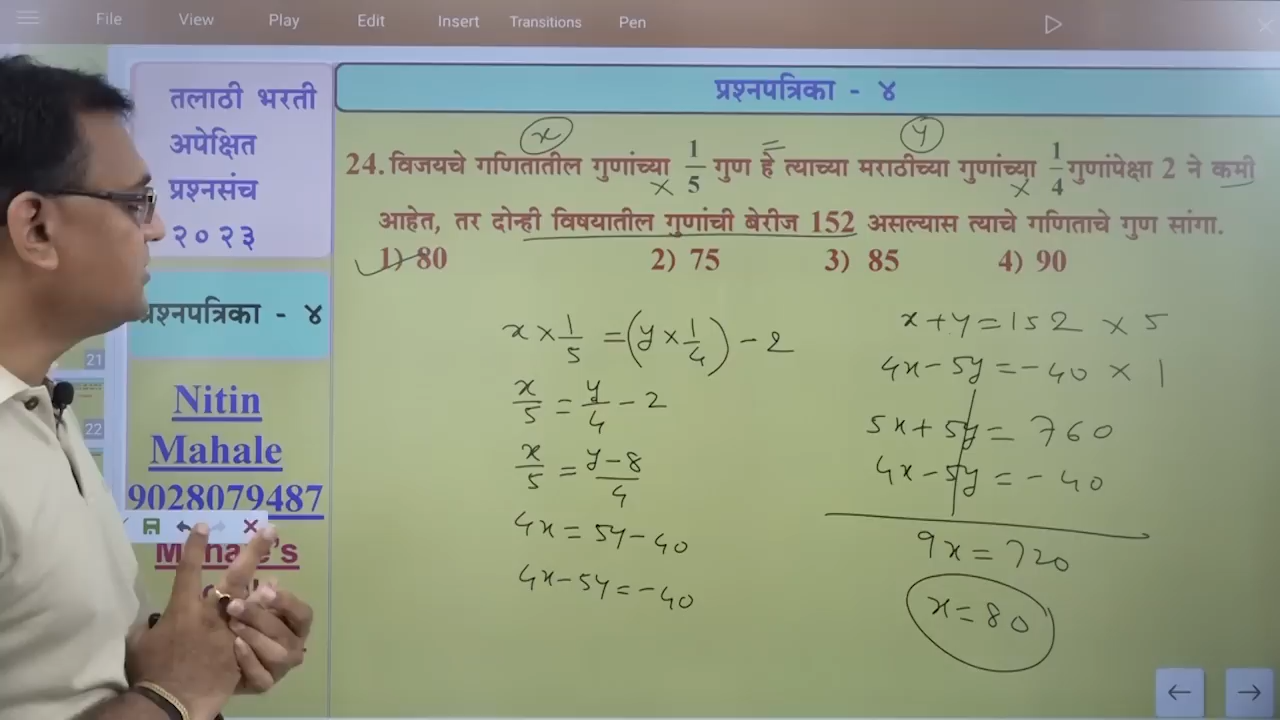 File View Play Edit Insert Transitions Pen
तलाठी भरती
अपेक्षित
प्रश्नसंच
२०२३
प्रश्नपत्रिका - ४
21
22
Nitin
Mahale
9028079487
प्रश्नपत्रिका - ४
x
y
24. विजयचे गणितातील गुणांच्या 1/5 गुण हे त्याच्या मराठीच्या गुणांच्या 1/4 गुणांपेक्षा 2 ने कमी
× = ×
आहेत, तर दोन्ही विषयातील गुणांची बेरीज 152 असल्यास त्याचे गणिताचे गुण सांगा.
1) 80 2) 75 3) 85 4) 90
x × 1/5 = (y × 1/4) - 2
x/5 = y/4 - 2
x/5 = y-8/4
4x = 5y - 40
4x - 5y = -40
x + y = 152 × 5
4x - 5y = -40 × 1
5x + 5y = 760
4x - 5y = -40
9x = 720
x = 80